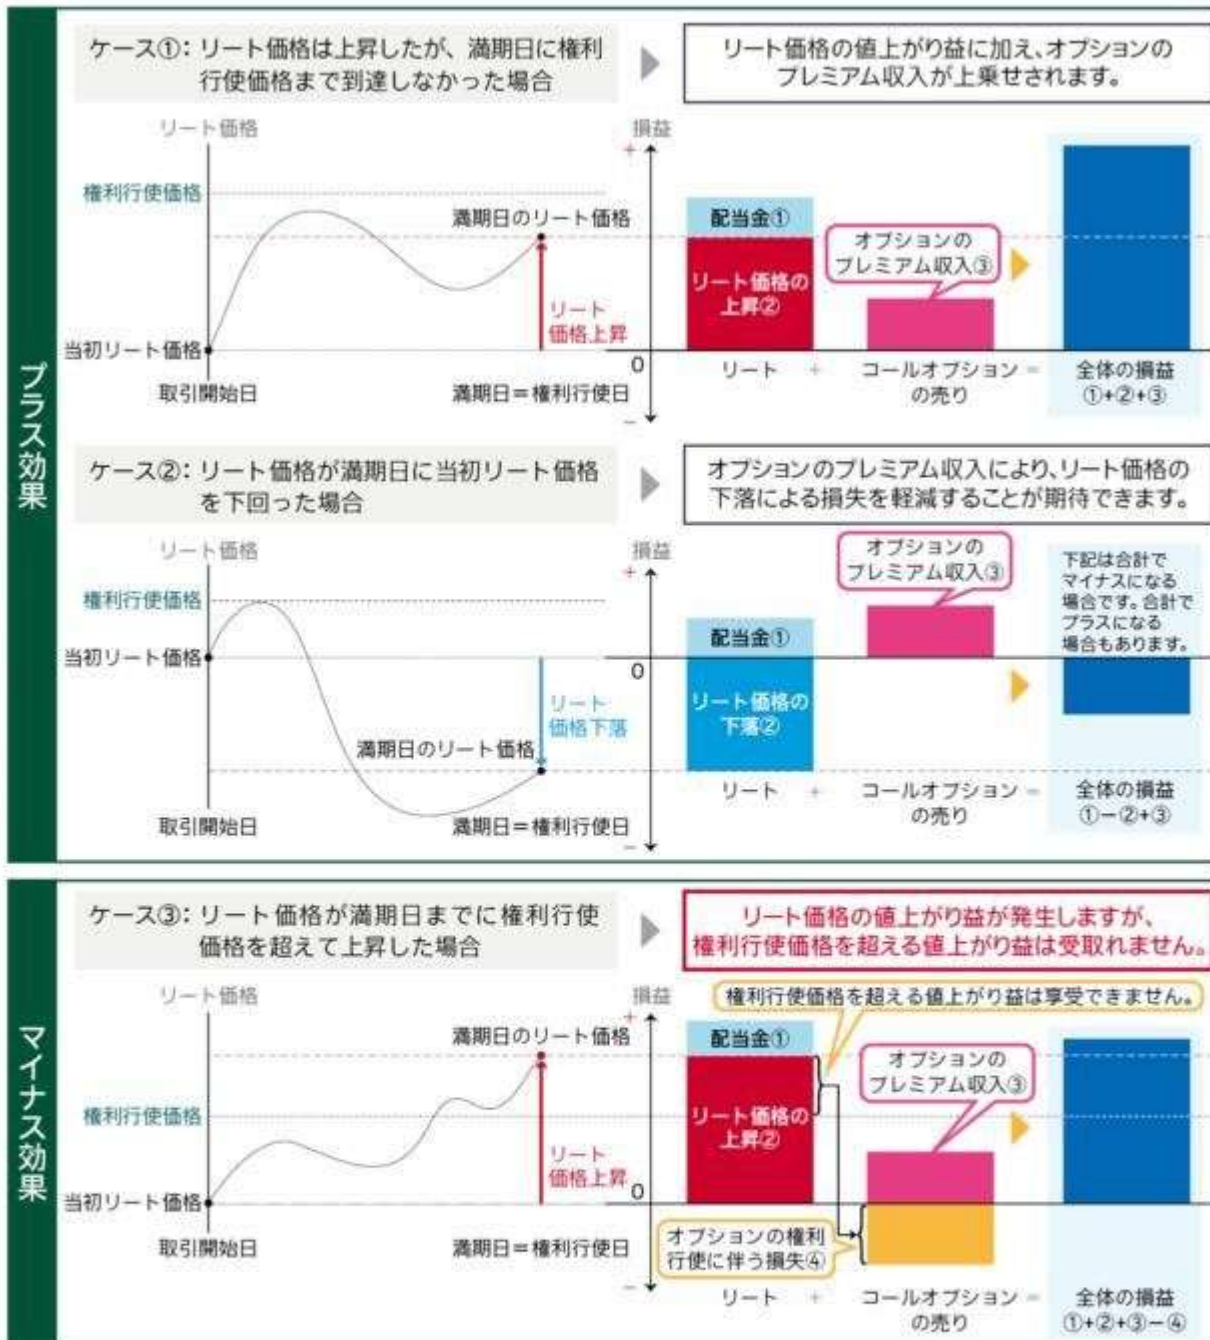 プラス効果
ケース①：リート価格は上昇したが、満期日に権利
行使価格まで到達しなかった場合
リート価格の値上がり益に加え、オプションの
プレミアム収入が上乗せされます。
リート価格
権利行使価格
満期日のリート価格
リート
価格上昇
当初リート価格
取引開始日
満期日＝権利行使日
損益
+
0
−
配当金①
リート価格の
上昇②
オプションの
プレミアム収入③
リート
+
コールオプション
の売り
=
全体の損益
①+②+③
ケース②：リート価格が満期日に当初リート価格
を下回った場合
オプションのプレミアム収入により、リート価格の
下落による損失を軽減することが期待できます。
リート価格
権利行使価格
当初リート価格
リート
価格下落
満期日のリート価格
取引開始日
満期日＝権利行使日
損益
+
0
−
配当金①
リート価格の
下落②
オプションの
プレミアム収入③
下記は合計で
マイナスになる
場合です。合計で
プラスになる
場合もあります。
リート
+
コールオプション
の売り
=
全体の損益
①−②+③
マイナス効果
ケース③：リート価格が満期日までに権利行使
価格を超えて上昇した場合
リート価格の値上がり益が発生しますが、
権利行使価格を超える値上がり益は受取れません。
リート価格
満期日のリート価格
権利行使価格
リート
価格上昇
当初リート価格
取引開始日
満期日＝権利行使日
損益
+
0
−
権利行使価格を超える値上がり益は享受できません。
配当金①
リート価格の
上昇②
オプションの
プレミアム収入③
オプションの権利
行使に伴う損失④
リート
+
コールオプション
の売り
=
全体の損益
①+②+③−④